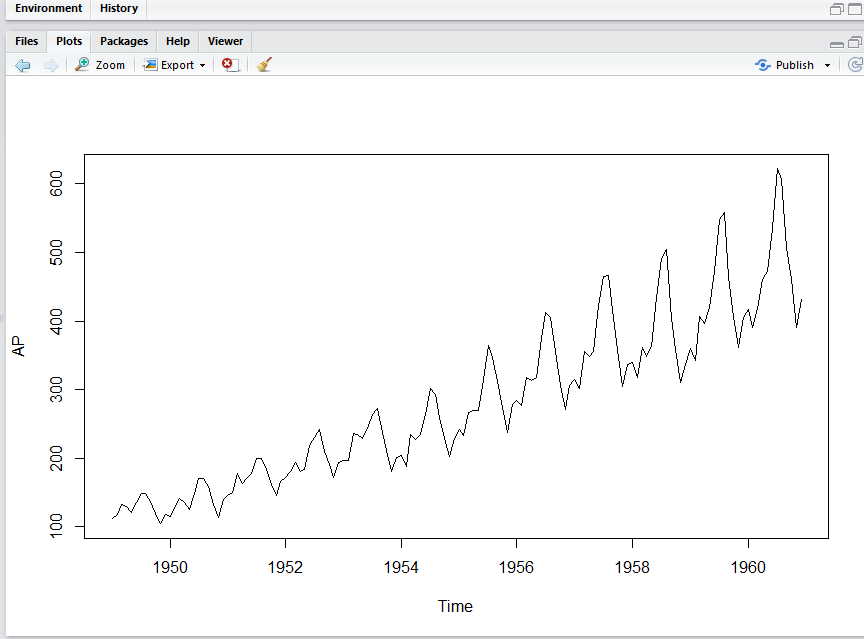 Environment History
Files Plots Packages Help Viewer
Zoom Export Publish
600
500
400
300
200
100
AP
1950 1952 1954 1956 1958 1960
Time